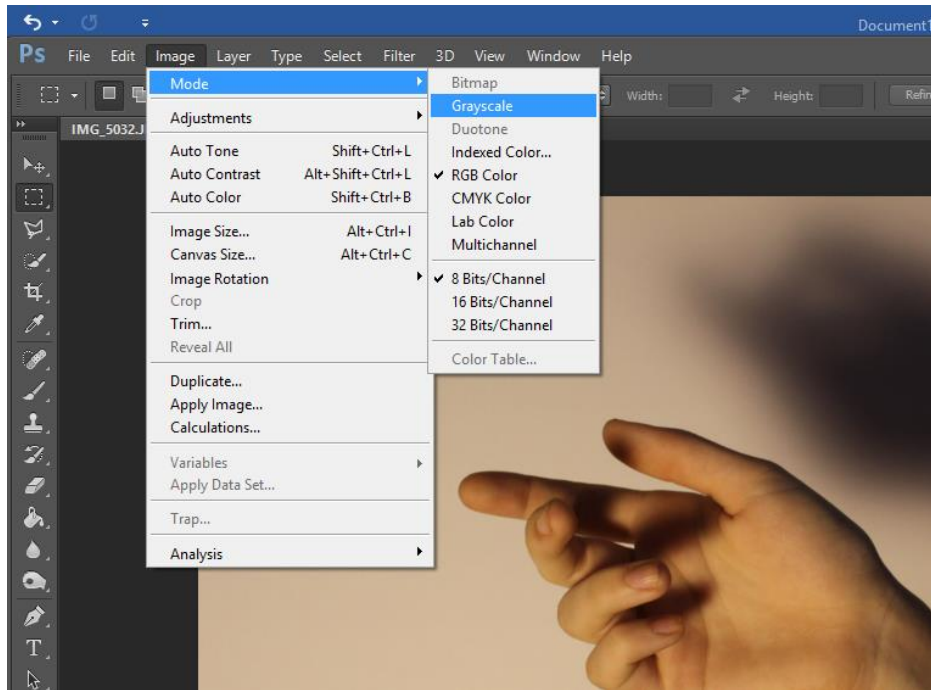 Document1
Ps File Edit Image Layer Type Select Filter 3D View Window Help
Width: Height: Refin
IMG_5032.J
Mode
Adjustments
Auto Tone Shift+Ctrl+L
Auto Contrast Alt+Shift+Ctrl+L
Auto Color Shift+Ctrl+B
Image Size... Alt+Ctrl+I
Canvas Size... Alt+Ctrl+C
Image Rotation
Crop
Trim...
Reveal All
Duplicate...
Apply Image...
Calculations...
Variables
Apply Data Set...
Trap...
Analysis
Bitmap
Grayscale
Duotone
Indexed Color...
RGB Color
CMYK Color
Lab Color
Multichannel
8 Bits/Channel
16 Bits/Channel
32 Bits/Channel
Color Table...
T